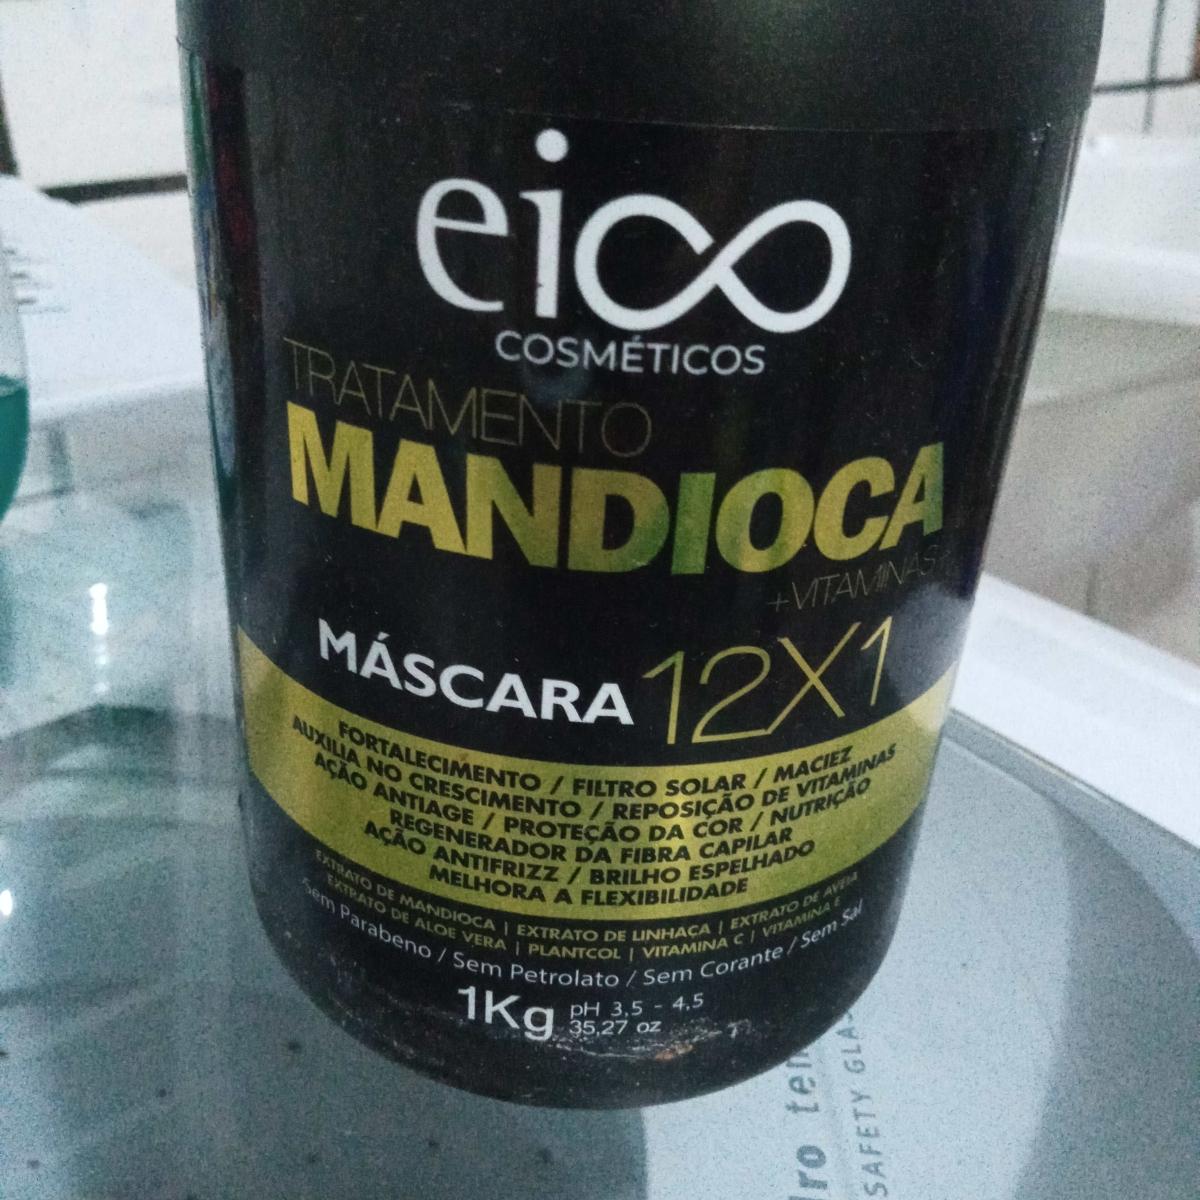 eico
COSMÉTICOS
TRATAMENTO
MANDIOCA
+VITAMINAS
MÁSCARA 12X1
FORTALECIMENTO / FILTRO SOLAR / MACIEZ
AUXILIA NO CRESCIMENTO / REPOSIÇÃO DE VITAMINAS
AÇÃO ANTIAGE / PROTEÇÃO DA COR / NUTRIÇÃO
REGENERADOR DA FIBRA CAPILAR
AÇÃO ANTIFRIZZ / BRILHO ESPELHADO
MELHORA A FLEXIBILIDADE
EXTRATO DE MANDIOCA | EXTRATO DE LINHAÇA | EXTRATO DE AVEIA
EXTRATO DE ALOE VERA | PLANTCOL | VITAMINA C | VITAMINA E
Sem Parabeno / Sem Petrolato / Sem Corante / Sem Sal
1Kg pH 3,5 - 4,5
35,27 oz
SAFETY